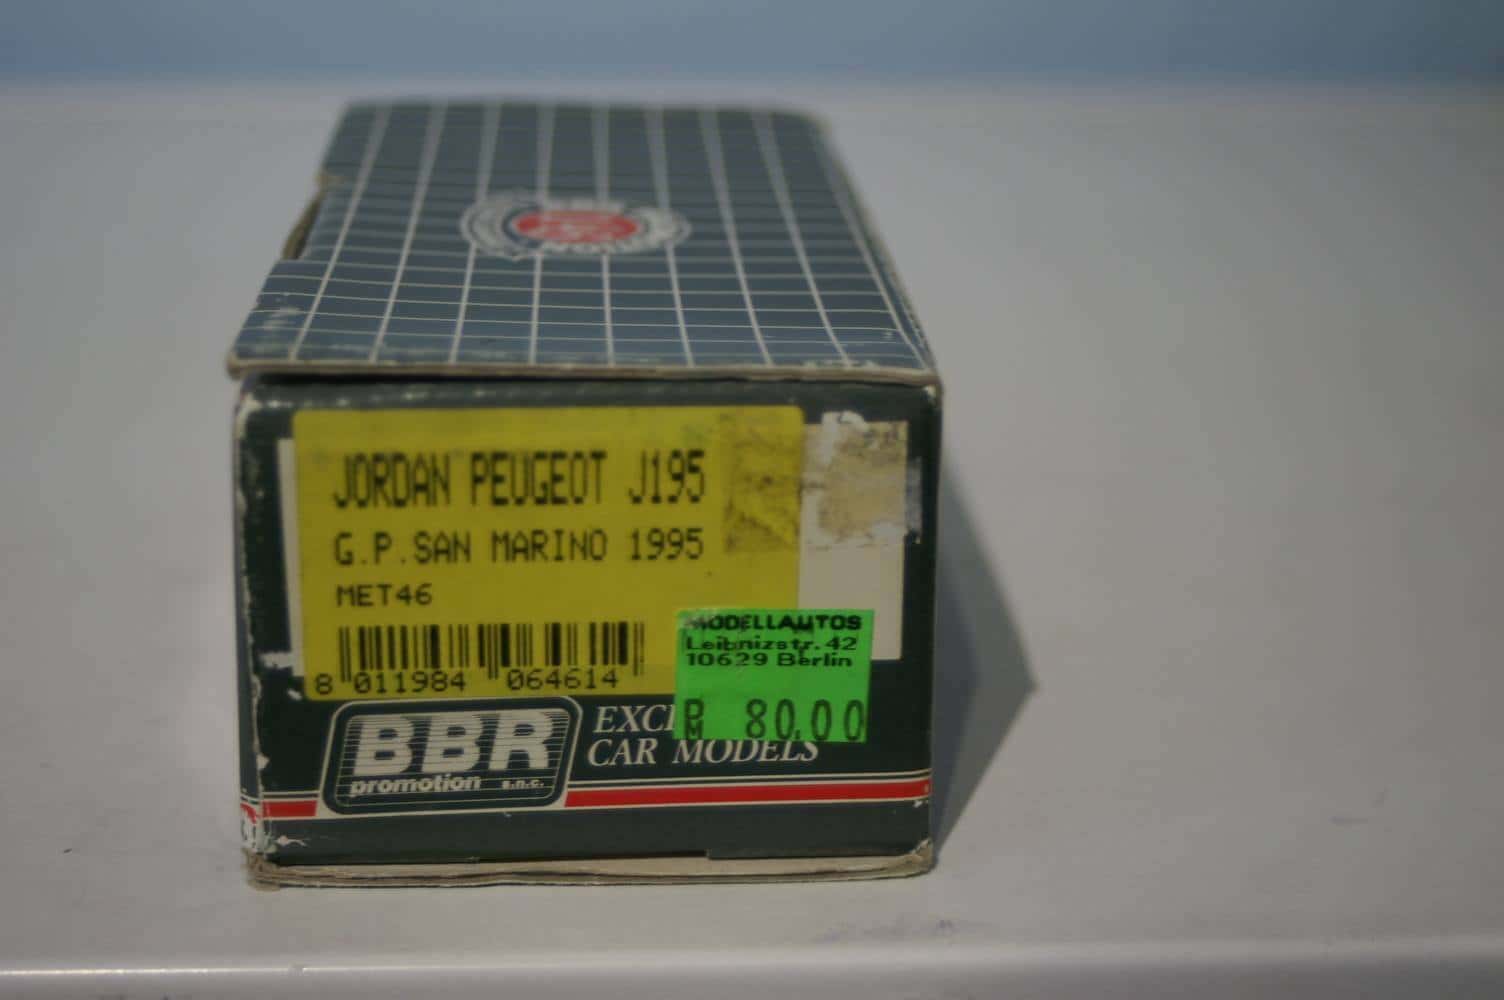 JORDAN PEUGEOT J195
G.P. SAN MARINO 1995
MET46
8 011984 064614
MODELLAUTOS
Leibnizstr. 42
10629 Berlin
DM 80.00
BBR
promotion s.n.c.
CAR MODELS